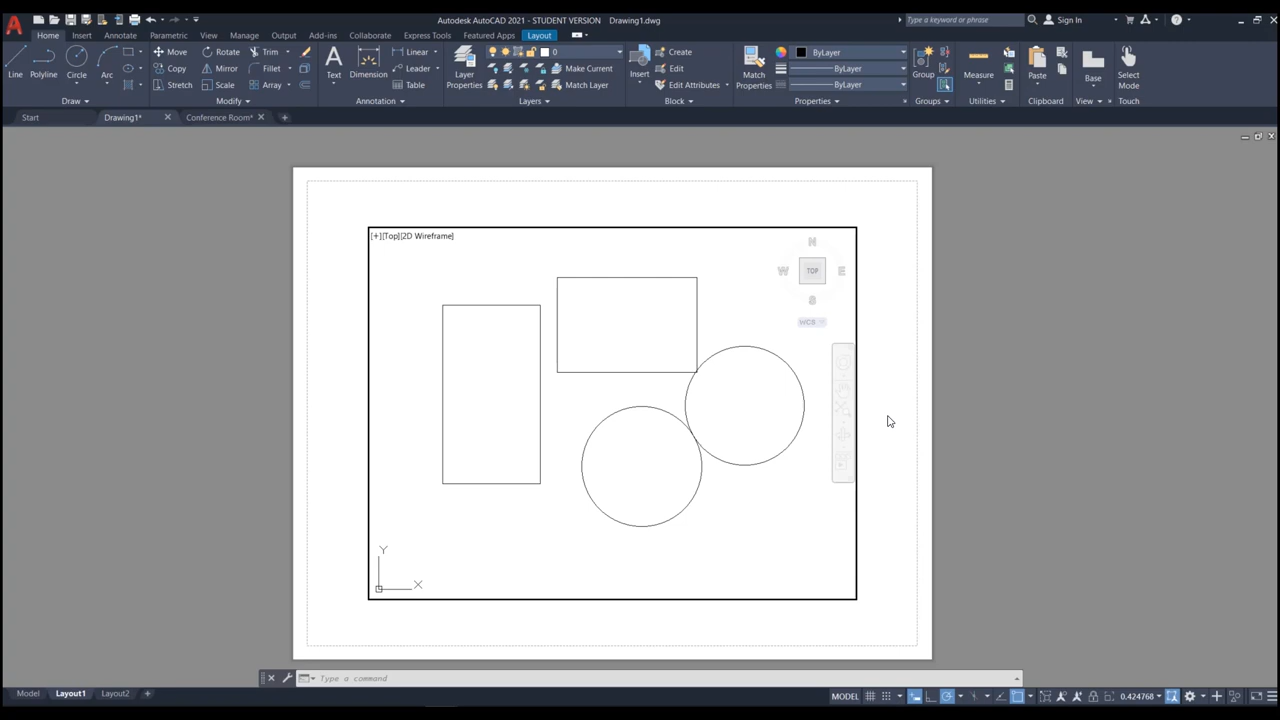 Autodesk AutoCAD 2021 - STUDENT VERSION Drawing1.dwg
Type a keyword or phrase
Sign In
Home Insert Annotate Parametric View Manage Output Add-ins Collaborate Express Tools Featured Apps Layout
Line Polyline Circle Arc
Move Rotate Trim
Copy Mirror Fillet
Stretch Scale Array
Text Dimension
Linear
Leader
Table
Layer Properties
0
Make Current
Match Layer
Insert
Create
Edit
Edit Attributes
Match Properties
ByLayer
ByLayer
ByLayer
Group
Measure
Paste
Base
Select Mode
Draw Modify Annotation Layers Block Properties Groups Utilities Clipboard View Touch
Start Drawing1* Conference Room*
[+][Top][2D Wireframe]
N
W TOP E
S
WCS
Y
X
Type a command
Model Layout1 Layout2
MODEL
0.424768